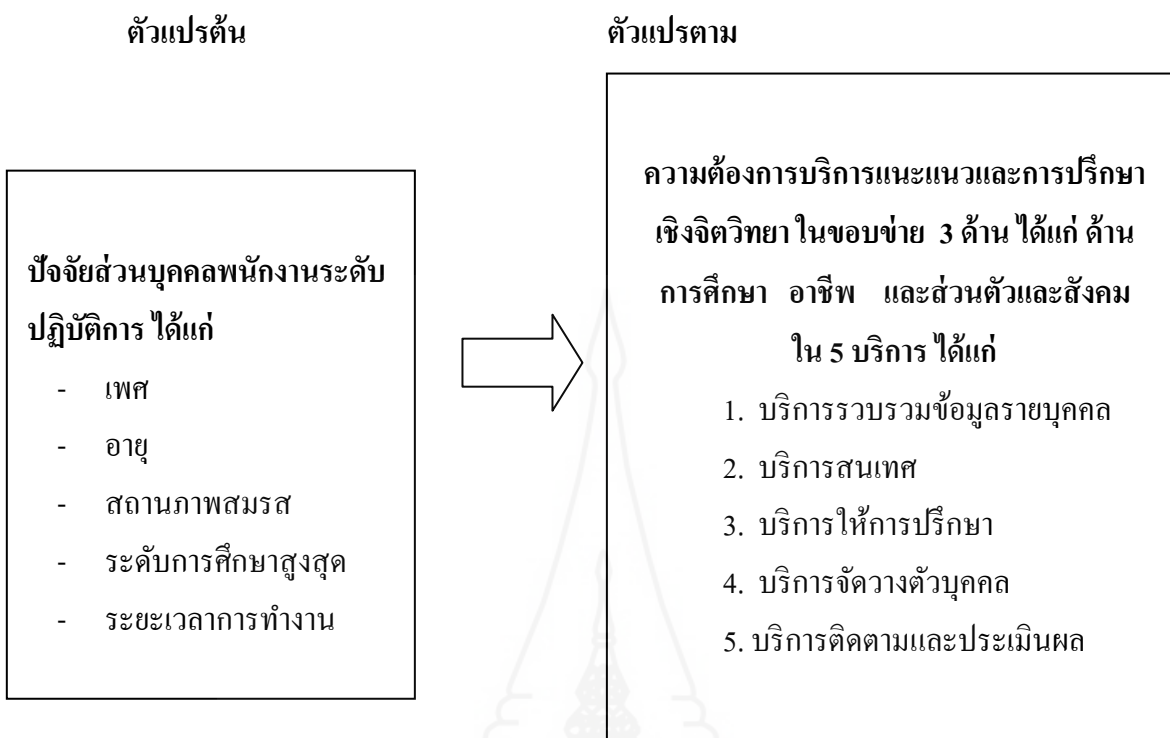 ตัวแปรต้น
ตัวแปรตาม
ปัจจัยส่วนบุคคลพนักงานระดับ
ปฏิบัติการ ได้แก่
- เพศ
- อายุ
- สถานภาพสมรส
- ระดับการศึกษาสูงสุด
- ระยะเวลาการทำงาน
ความต้องการบริการแนะแนวและการปรึกษา
เชิงจิตวิทยา ในขอบข่าย 3 ด้าน ได้แก่ ด้าน
การศึกษา อาชีพ และส่วนตัวและสังคม
ใน 5 บริการ ได้แก่
1. บริการรวบรวมข้อมูลรายบุคคล
2. บริการสนเทศ
3. บริการให้การปรึกษา
4. บริการจัดวางตัวบุคคล
5. บริการติดตามและประเมินผล